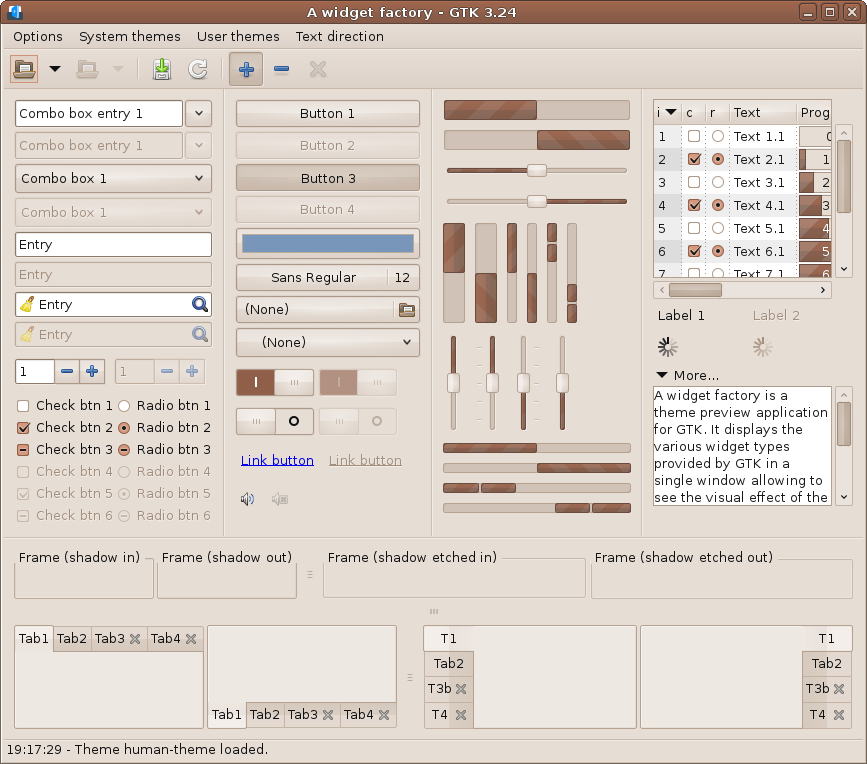 A widget factory - GTK 3.24
Options System themes User themes Text direction
Combo box entry 1
Combo box entry 1
Combo box 1
Combo box 1
Entry
Entry
Entry
Entry
1 1
Check btn 1 Radio btn 1
Check btn 2 Radio btn 2
Check btn 3 Radio btn 3
Check btn 4 Radio btn 4
Check btn 5 Radio btn 5
Check btn 6 Radio btn 6
Button 1
Button 2
Button 3
Button 4
Sans Regular 12
(None)
(None)
Link button Link button
i c r Text Prog
1 Text 1.1 0
2 Text 2.1 1
3 Text 3.1 2
4 Text 4.1 3
5 Text 5.1 4
6 Text 6.1 5
7 Text 7.1 6
Label 1 Label 2
More...
A widget factory is a
theme preview application
for GTK. It displays the
various widget types
provided by GTK in a
single window allowing to
see the visual effect of the
Frame (shadow in) Frame (shadow out) Frame (shadow etched in) Frame (shadow etched out)
Tab1 Tab2 Tab3 Tab4
Tab1 Tab2 Tab3 Tab4
T1
Tab2
T3b
T4
T1
Tab2
T3b
T4
19:17:29 - Theme human-theme loaded.